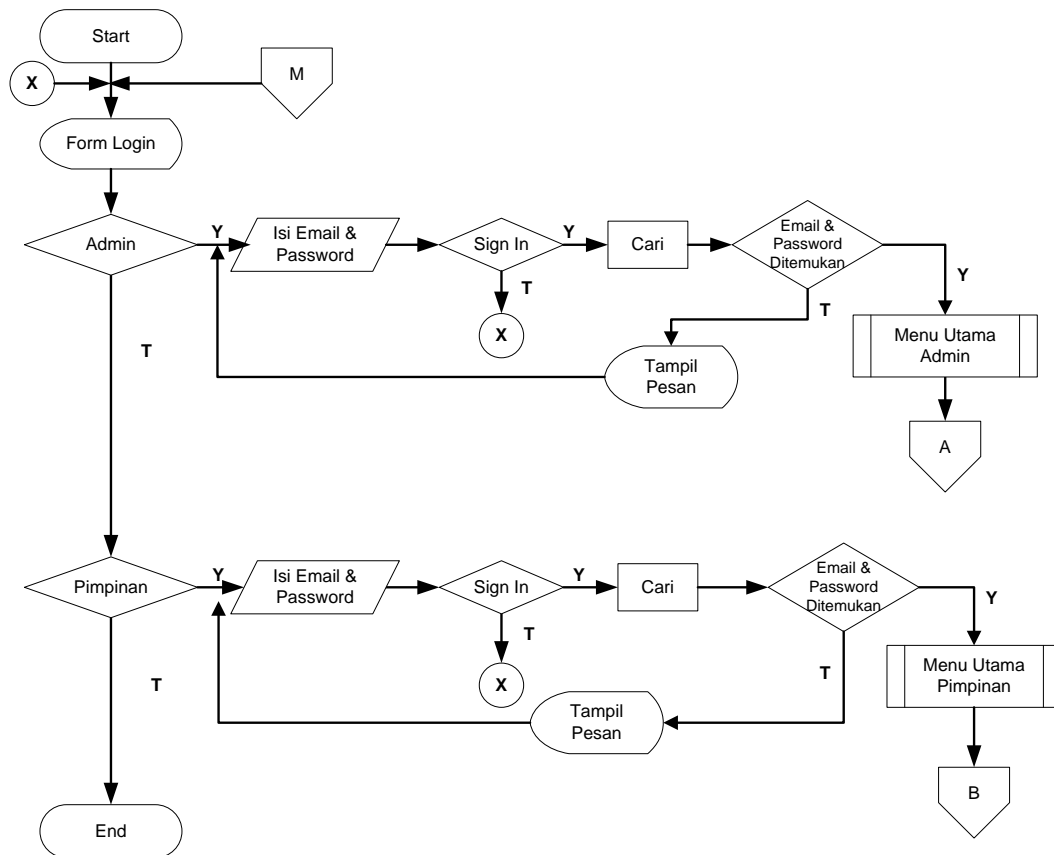 Start
X
M
Form Login
Admin
Y
Isi Email &
Password
Sign In
Y
Cari
Email &
Password
Ditemukan
Y
T
T
X
Menu Utama
Admin
T
Tampil
Pesan
A
Pimpinan
Y
Isi Email &
Password
Sign In
Y
Cari
Email &
Password
Ditemukan
Y
T
T
X
T
Menu Utama
Pimpinan
Tampil
Pesan
B
End